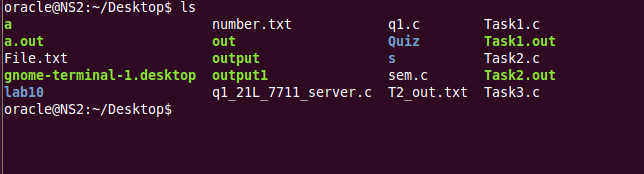 oracle@NS2:~/Desktop$ ls
a number.txt q1.c Task1.c
a.out out Quiz Task1.out
File.txt output s Task2.c
gnome-terminal-1.desktop output1 sem.c Task2.out
lab10 q1_21L_7711_server.c T2_out.txt Task3.c
oracle@NS2:~/Desktop$